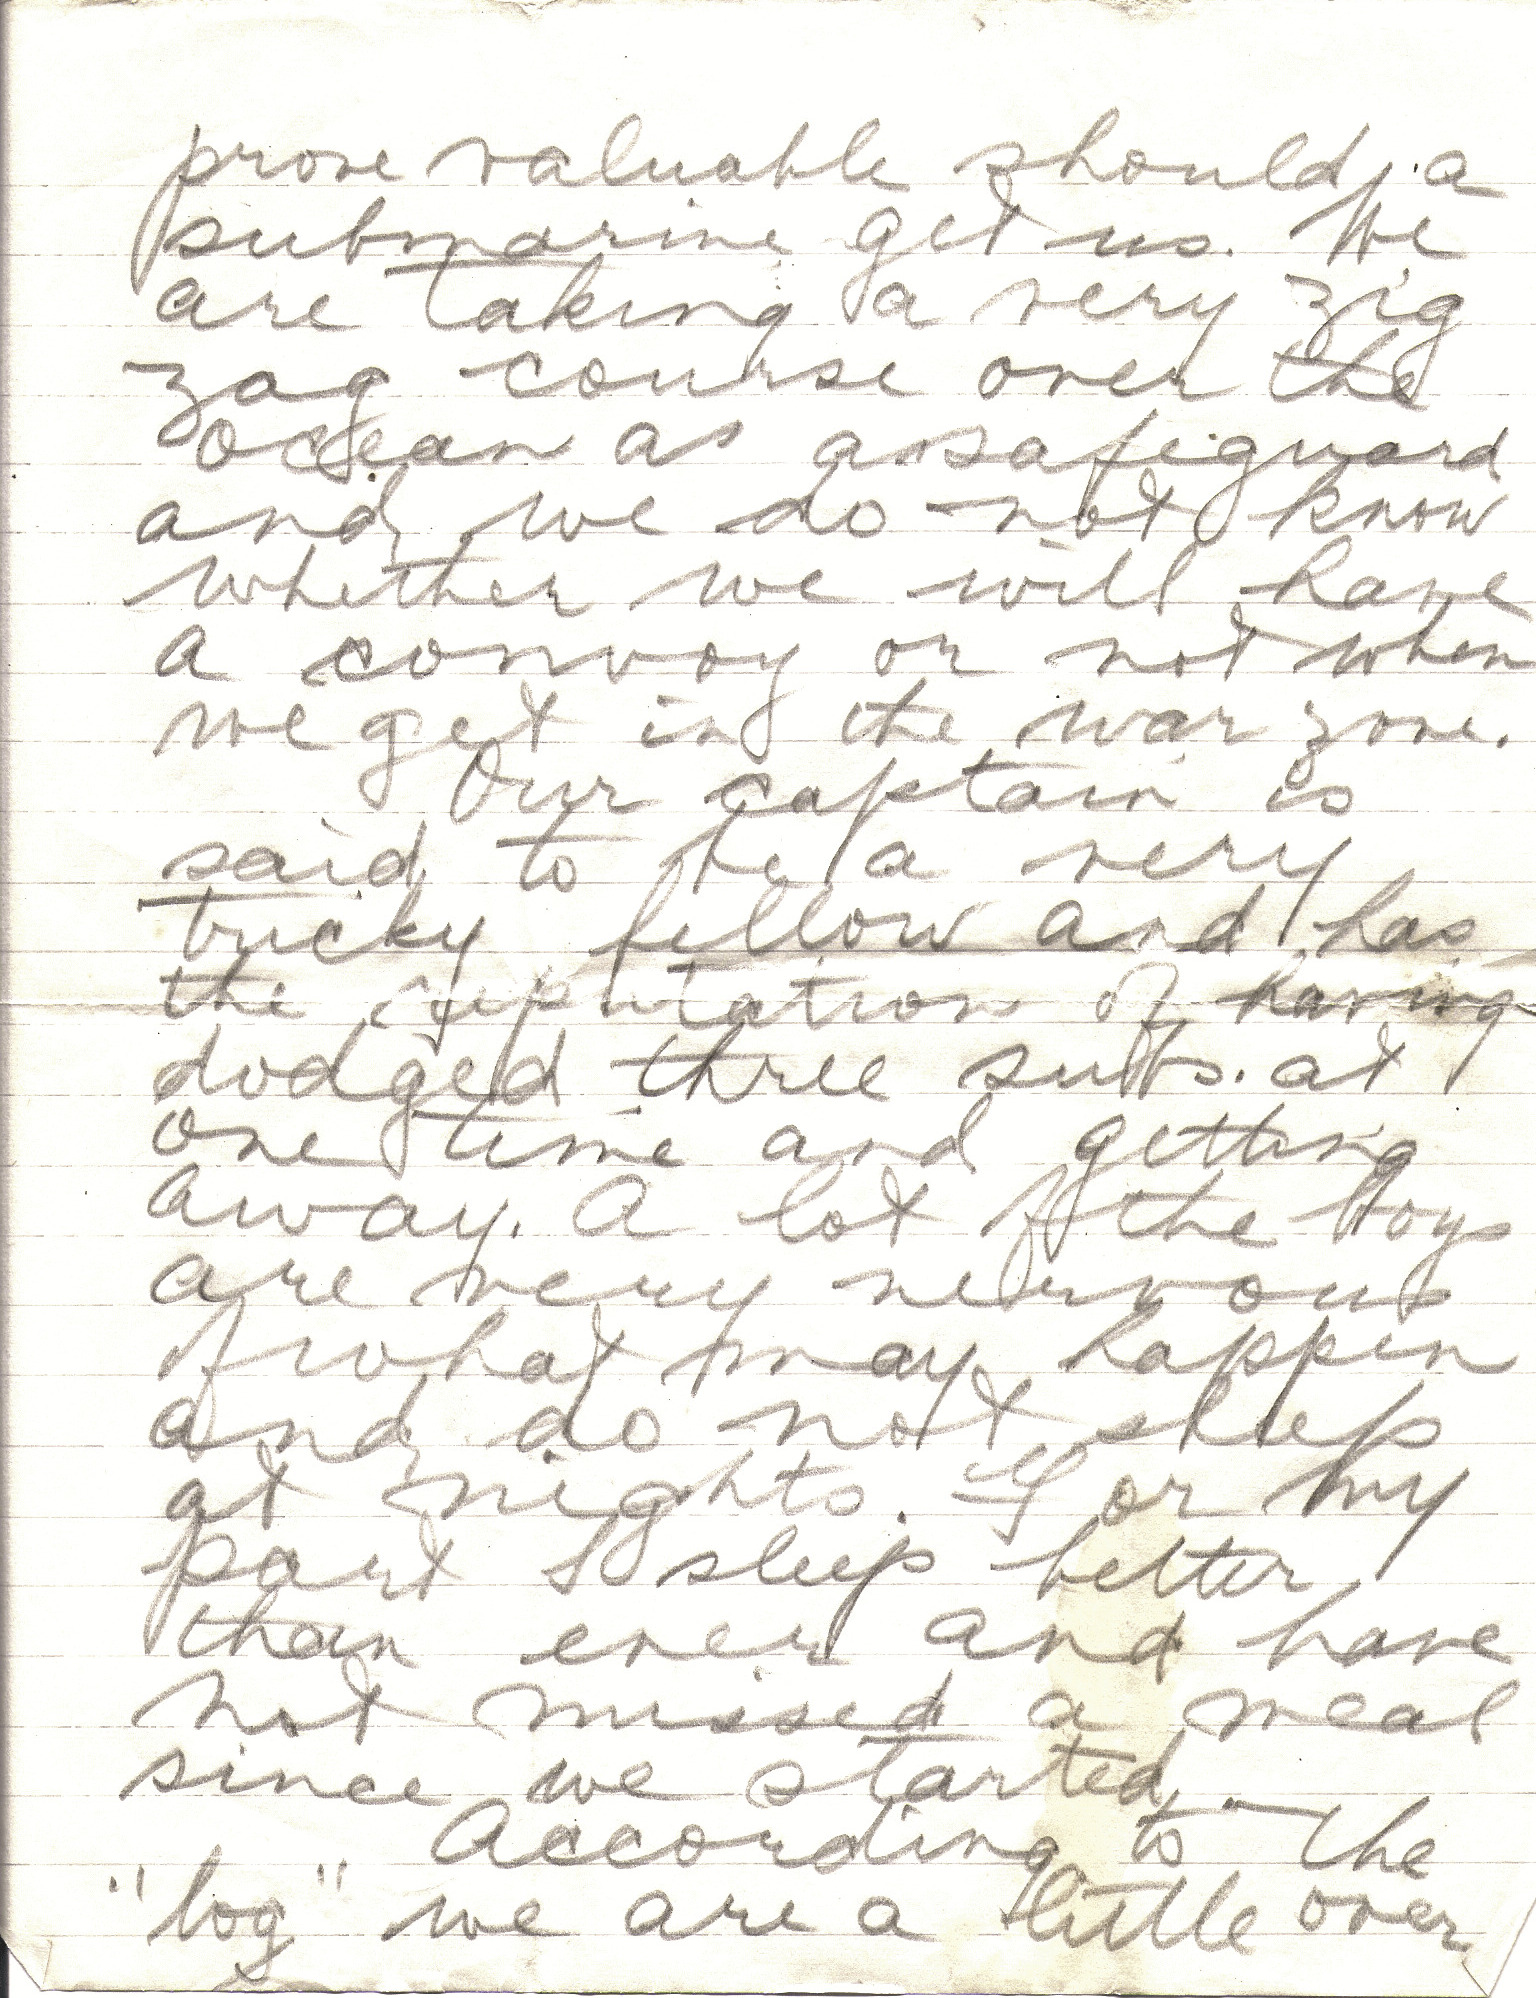 prove valuable should a
submarine get us. We
are taking a very zig
zag course over the
ocean as a safeguard
and we do not know
whether we will have
a convoy or not when
we get in the war zone.
Our captain is
said to be a very
tricky fellow and has
the reputation of having
dodged three subs. at
one time and getting
away. A lot of the boys
are very nervous
of what may happen
and do not sleep
at nights. For my
part I sleep better
than ever and have
not missed a meal
since we started.
According to the
"log" we are a little over